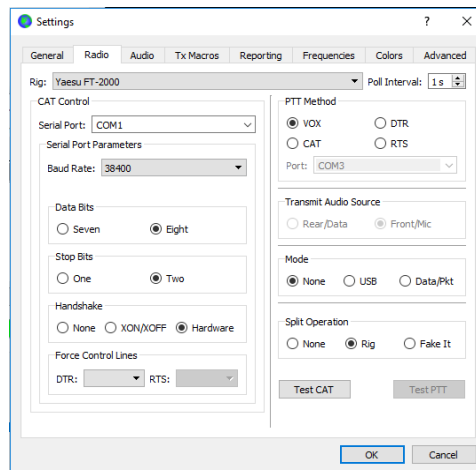 Settings
General Radio Audio Tx Macros Reporting Frequencies Colors Advanced
Rig: Yaesu FT-2000 Poll Interval: 1 s
CAT Control
Serial Port: COM1
Serial Port Parameters
Baud Rate: 38400
Data Bits
Seven Eight
Stop Bits
One Two
Handshake
None XON/XOFF Hardware
Force Control Lines
DTR: RTS:
PTT Method
VOX DTR
CAT RTS
Port: COM3
Transmit Audio Source
Rear/Data Front/Mic
Mode
None USB Data/Pkt
Split Operation
None Rig Fake It
Test CAT Test PTT
OK Cancel